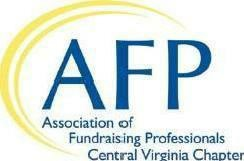 AFP
Association of
Fundraising Professionals
Central Virginia Chapter